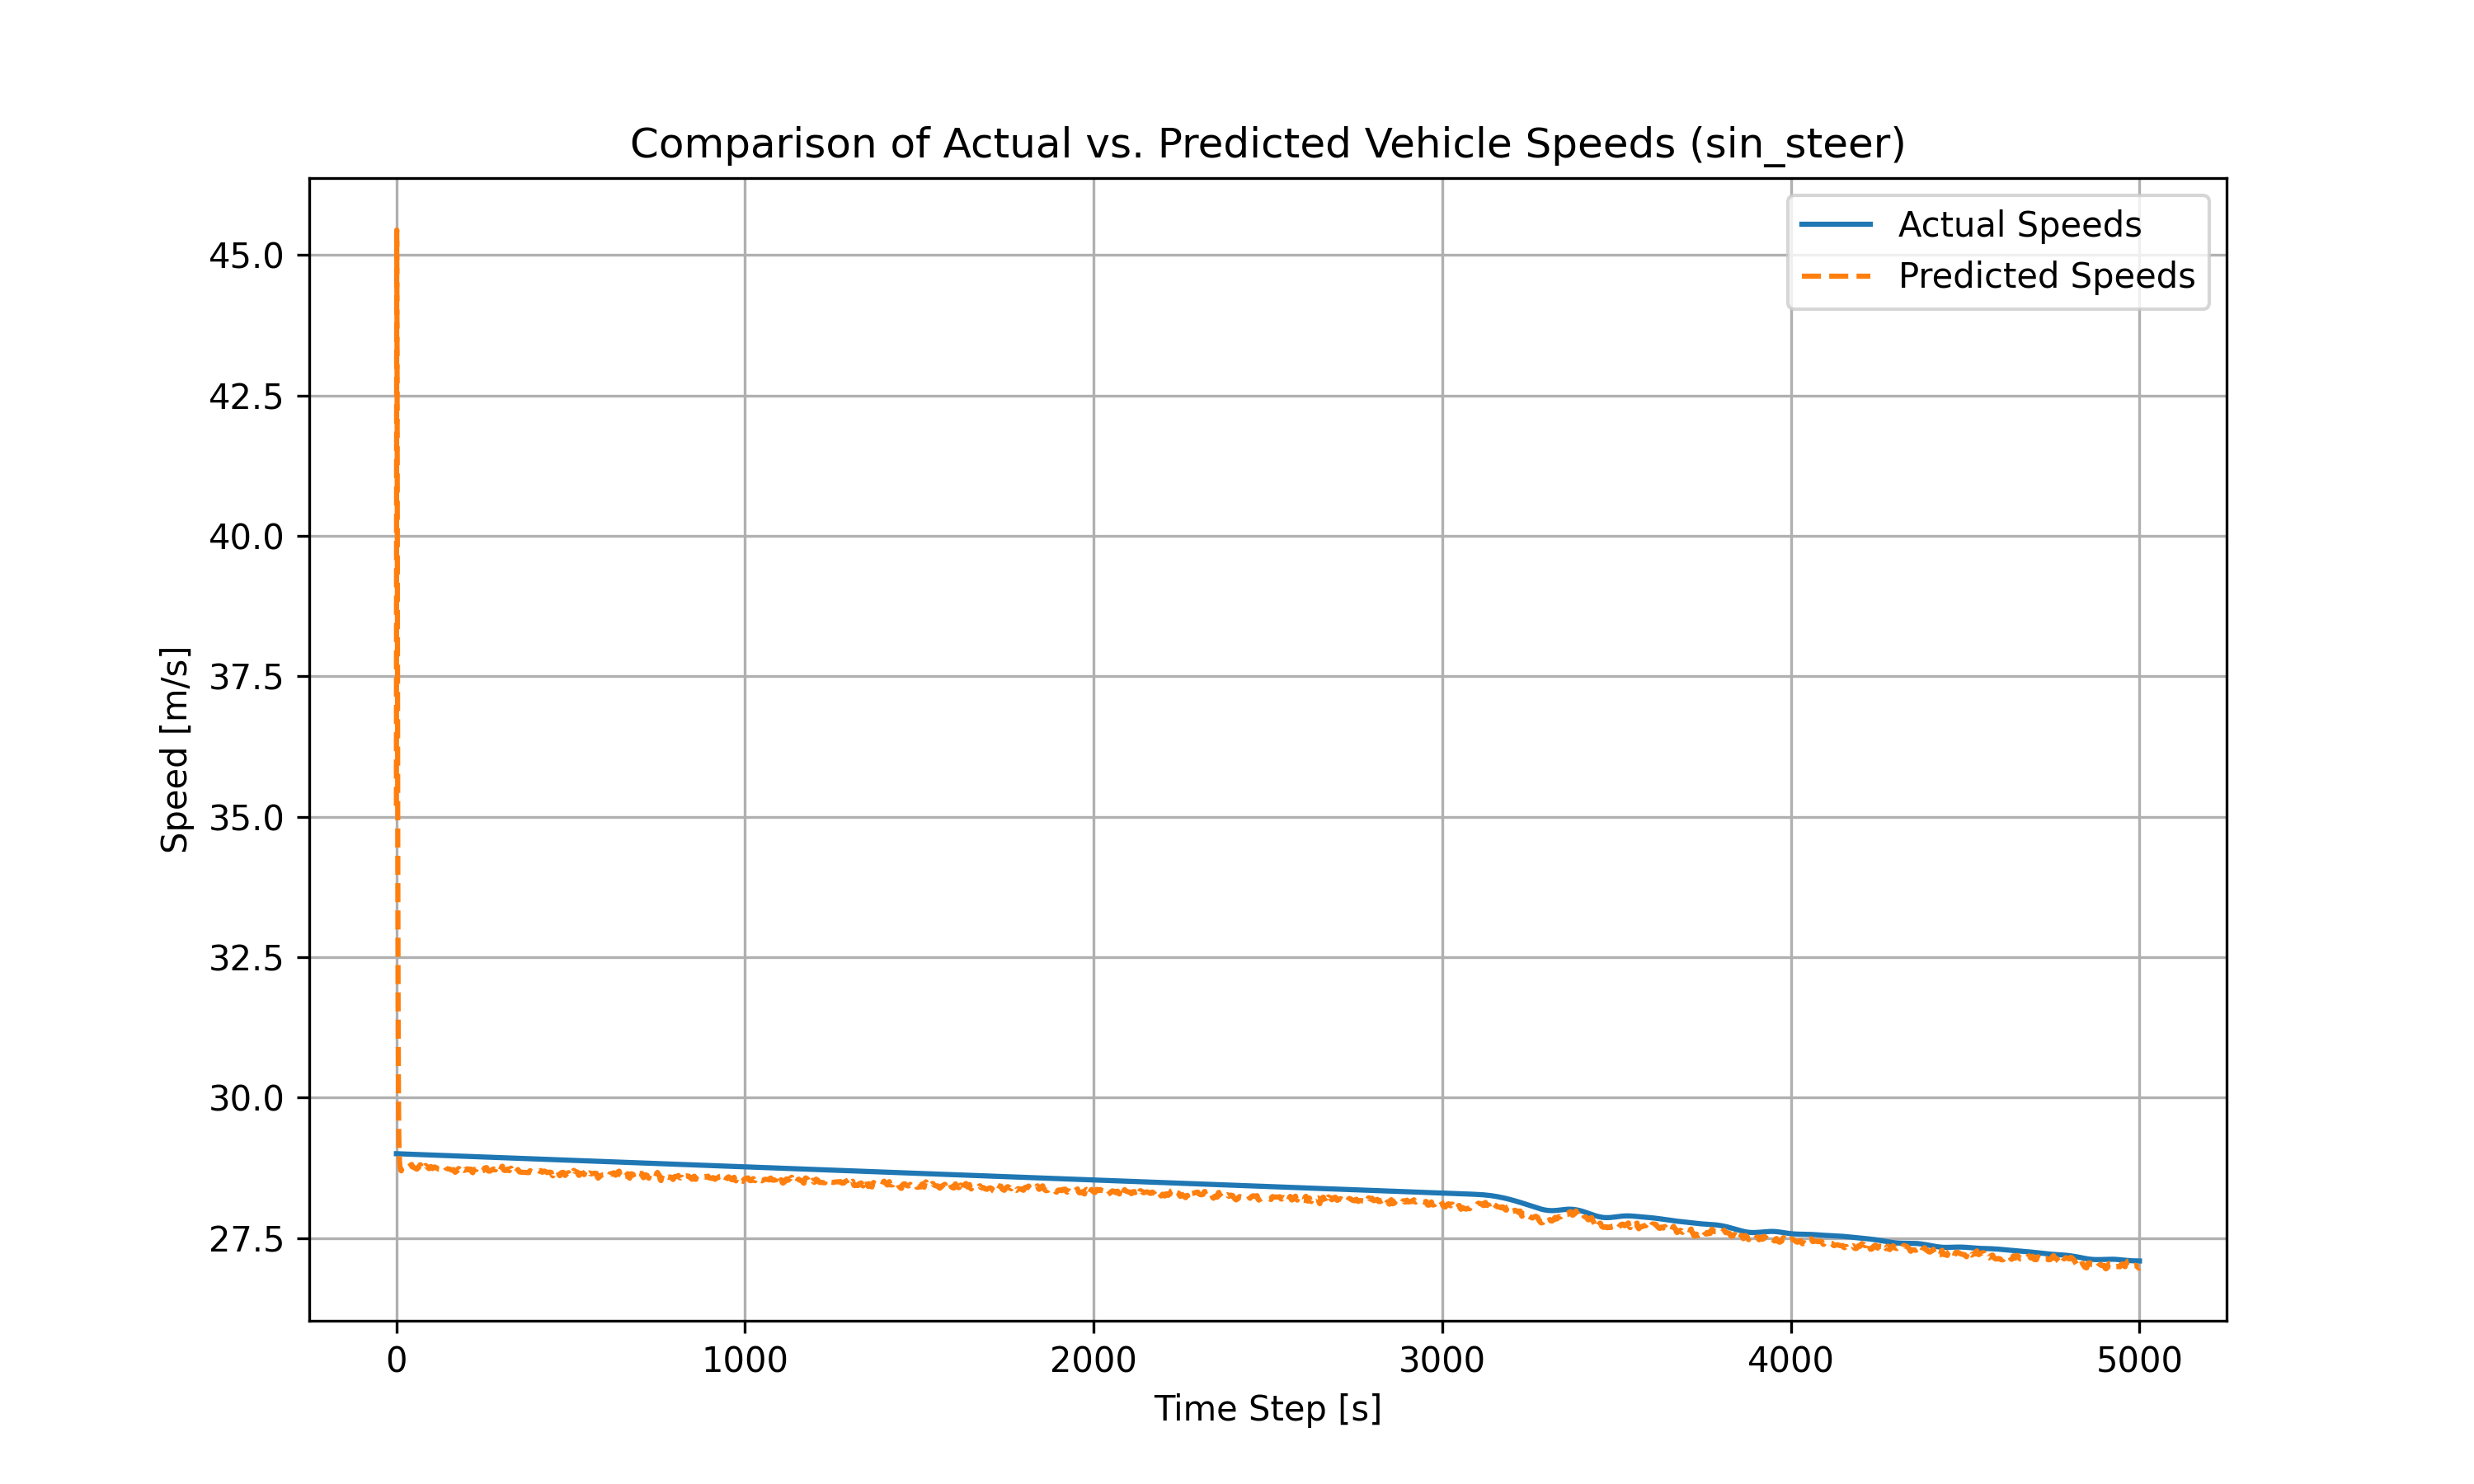 Comparison of Actual vs. Predicted Vehicle Speeds (sin_steer)
Actual Speeds
Predicted Speeds
Speed [m/s]
45.0
42.5
40.0
37.5
35.0
32.5
30.0
27.5
0 1000 2000 3000 4000 5000
Time Step [s]